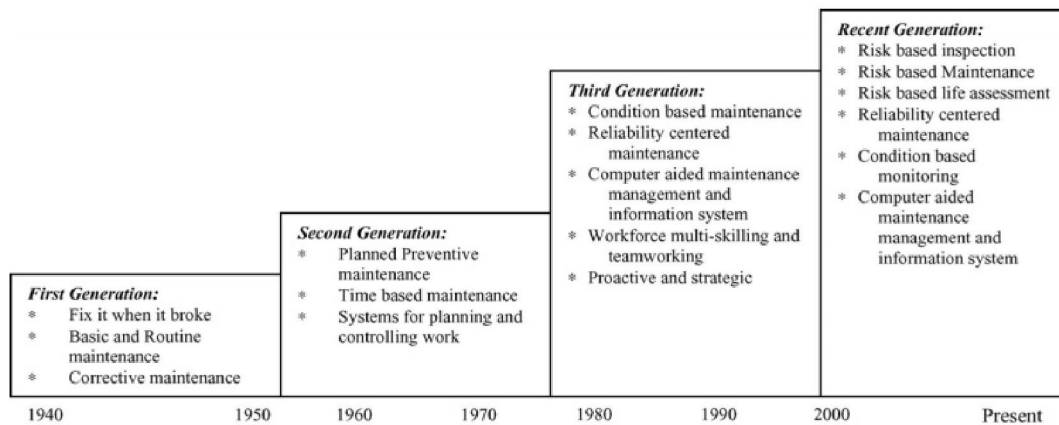 First Generation:
* Fix it when it broke
* Basic and Routine
maintenance
* Corrective maintenance
Second Generation:
* Planned Preventive
maintenance
* Time based maintenance
* Systems for planning and
controlling work
Third Generation:
* Condition based maintenance
* Reliability centered
maintenance
* Computer aided maintenance
management and
information system
* Workforce multi-skilling and
teamworking
* Proactive and strategic
Recent Generation:
* Risk based inspection
* Risk based Maintenance
* Risk based life assessment
* Reliability centered
maintenance
* Condition based
monitoring
* Computer aided
maintenance
management and
information system
1940 1950 1960 1970 1980 1990 2000 Present